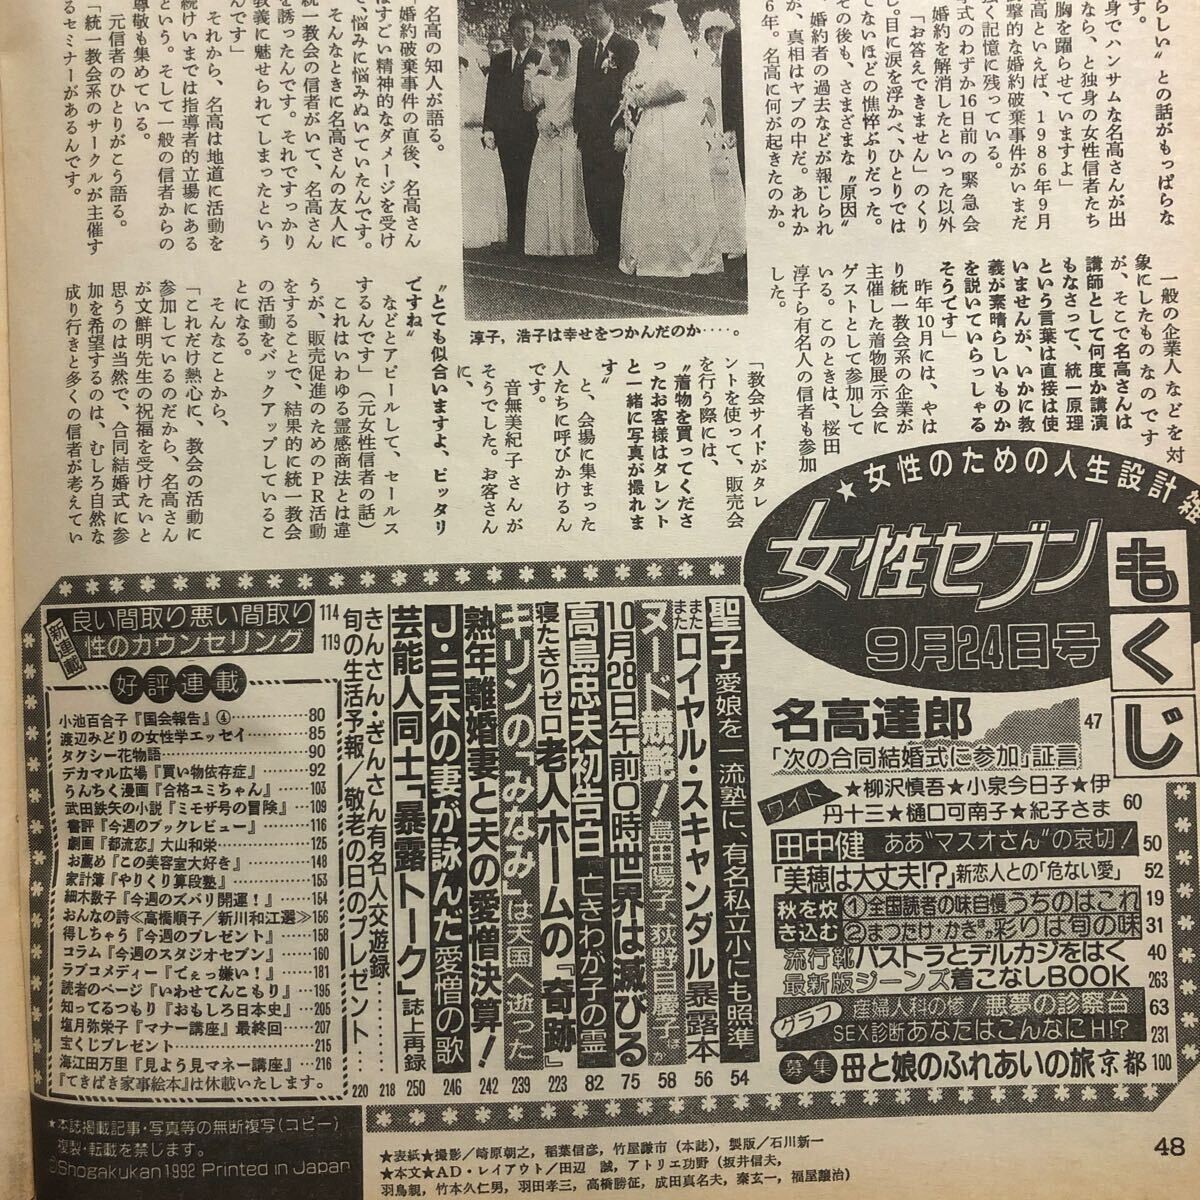 らしい〟との話がもっぱらな
す。
身でハンサムな名高さんが出
なら、と独身の女性信者たち
胸を躍らせていますよ」
高といえば、1986年9月
撃的な婚約破棄事件がいまだ
く記憶に残っている。
式のわずか16日前の緊急会
婚約を解消したといった以外
「お答えできません」のくり
し。目に涙を浮かべ、ひとりでは
ないほどの憔悴ぶりだった。
その後も、さまざまな〝原因〟
婚約者の過去などが報じられ
が、真相はヤブの中だ。あれか
6年。名高に何が起きたのか。
名高の知人が語る。
婚約破棄事件の直後、名高さん
はすごい精神的なダメージを受け
、悩みに悩みぬいていたんです。
そんなときに名高さんの友人に
統一教会の信者がいて、名高さん
を誘ったんです。それですっかり
教義に魅せられてしまったという
です」
それから、名高は地道に活動を
続けいまでは指導者的立場にある
という。そして一般の信者からの
尊敬も集めている。
元信者のひとりがこう語る。
「統一教会系のサークルが主催す
るセミナーがあるんです。
淳子，浩子は幸せをつかんだのか‥‥。
一般の企業人などを対
象にしたものなのです
が、そこで名高さんは
講師として何度か講演
もなさって、統一原理
という言葉は直接は使
いませんが、いかに教
義が素晴らしいものか
を説いていらっしゃる
そうです」
昨年10月には、やは
り統一教会系の企業が
主催した着物展示会に
ゲストとして参加して
いる。このときは、桜田
淳子ら有名人の信者も参加
した。
「教会サイドがタレ
ントを使って、販売会
を行う際には、
〝着物を買ってくださ
ったお客様はタレント
と一緒に写真が撮れま
す〟
と、会場に集まった
人たちに呼びかけるん
です。
音無美紀子さんが
そうでした。お客さん
に、
〝とても似合いますよ、ピッタリ
ですね〟
などとアピールして、セールス
するんです」(元女性信者の話)
これはいわゆる霊感商法とは違
うが、販売促進のためのPR活動
をすることで、結果的に統一教会
の活動をバックアップしているこ
とになる。
そんなことから、
「これだけ熱心に、教会の活動に
参加しているのだから、名高さん
が文鮮明先生の祝福を受けたいと
思うのは当然で、合同結婚式に参
加を希望するのは、むしろ自然な
成り行きと多くの信者が考えてい
★女性のための人生設計
女性セブン
9月24日号
もくじ
名高達郎
「次の合同結婚式に参加」証言 47
ワイド ★柳沢慎吾★小泉今日子★伊
丹十三★樋口可南子★紀子さま 60
田中健 ああ〝マスオさん〟の哀切! 50
「美穂は大丈夫!?」新恋人との「危ない愛」 52
秋を炊き込む ①全国読者の味自慢うちのはこれ 19
②まつたけ・かき…彩りは旬の味 31
流行靴パストラとデルカジをはく 40
最新版ジーンズ着こなしBOOK 263
グラフ 産婦人科の惨!悪夢の診察台 63
SEX診断あなたはこんなにH!? 231
募集 母と娘のふれあいの旅京都 100
聖子愛娘を一流塾に、有名私立小にも照準 54
またまたロイヤル・スキャンダル暴露本 56
ヌード競艶!島田陽子、荻野目慶子ほか 58
10月28日午前0時世界は滅びる 75
高島忠夫初告白亡きわが子の霊 82
寝たきりゼロ老人ホームの「奇跡」 223
キリンの「みなみ」は天国へ逝った 239
熟年離婚妻と夫の愛憎決算! 242
J・三木の妻が詠んだ愛憎の歌 246
芸能人同士「暴露トーク」誌上再録 250
きんさん・ぎんさん有名人交遊録 218
旬の生活予報/敬老の日のプレゼント 220
新連載
良い間取り悪い間取り 114
性のカウンセリング 119
好評連載
小池百合子『国会報告』④ 80
渡辺みどりの女性学エッセイ 85
タクシー花物語 90
デカマル広場『買い物依存症』 92
うんちく漫画『合格ユミちゃん』 103
武田鉄矢の小説『ミモザ号の冒険』 109
書評『今週のブックレビュー』 116
劇画『都流恋』大山和栄 125
お薦め『この美容室大好き』 148
家計簿『やりくり算段塾』 153
細木数子『今週のズバリ開運!』 154
おんなの詩≪高橋順子／新川和江選≫ 156
得しちゃう『今週のプレゼント』 158
コラム『今週のスタジオセブン』 160
ラブコメディー『てぇっ嫌い!』 181
読者のページ『いわせてんこもり』 195
知ってるつもり『おもしろ日本史』 205
塩月弥栄子『マナー講座』最終回 207
宝くじプレゼント 215
海江田万里『見よう見マネー講座』 216
『てきぱき家事絵本』は休載いたします。
★本誌掲載記事・写真等の無断複写(コピー)
複製・転載を禁じます。
©Shogakukan 1992 Printed in Japan
★表紙★撮影／崎原朝之，稲葉信彦，竹屋謙市(本誌)，製版／石川新一
★本文★AD・レイアウト／田辺 誠，アトリエ功野(坂井信夫，
羽鳥親，竹本久仁男，羽田孝三，高橋勝征，成田真名夫，秦玄一，福屋譲治)
48